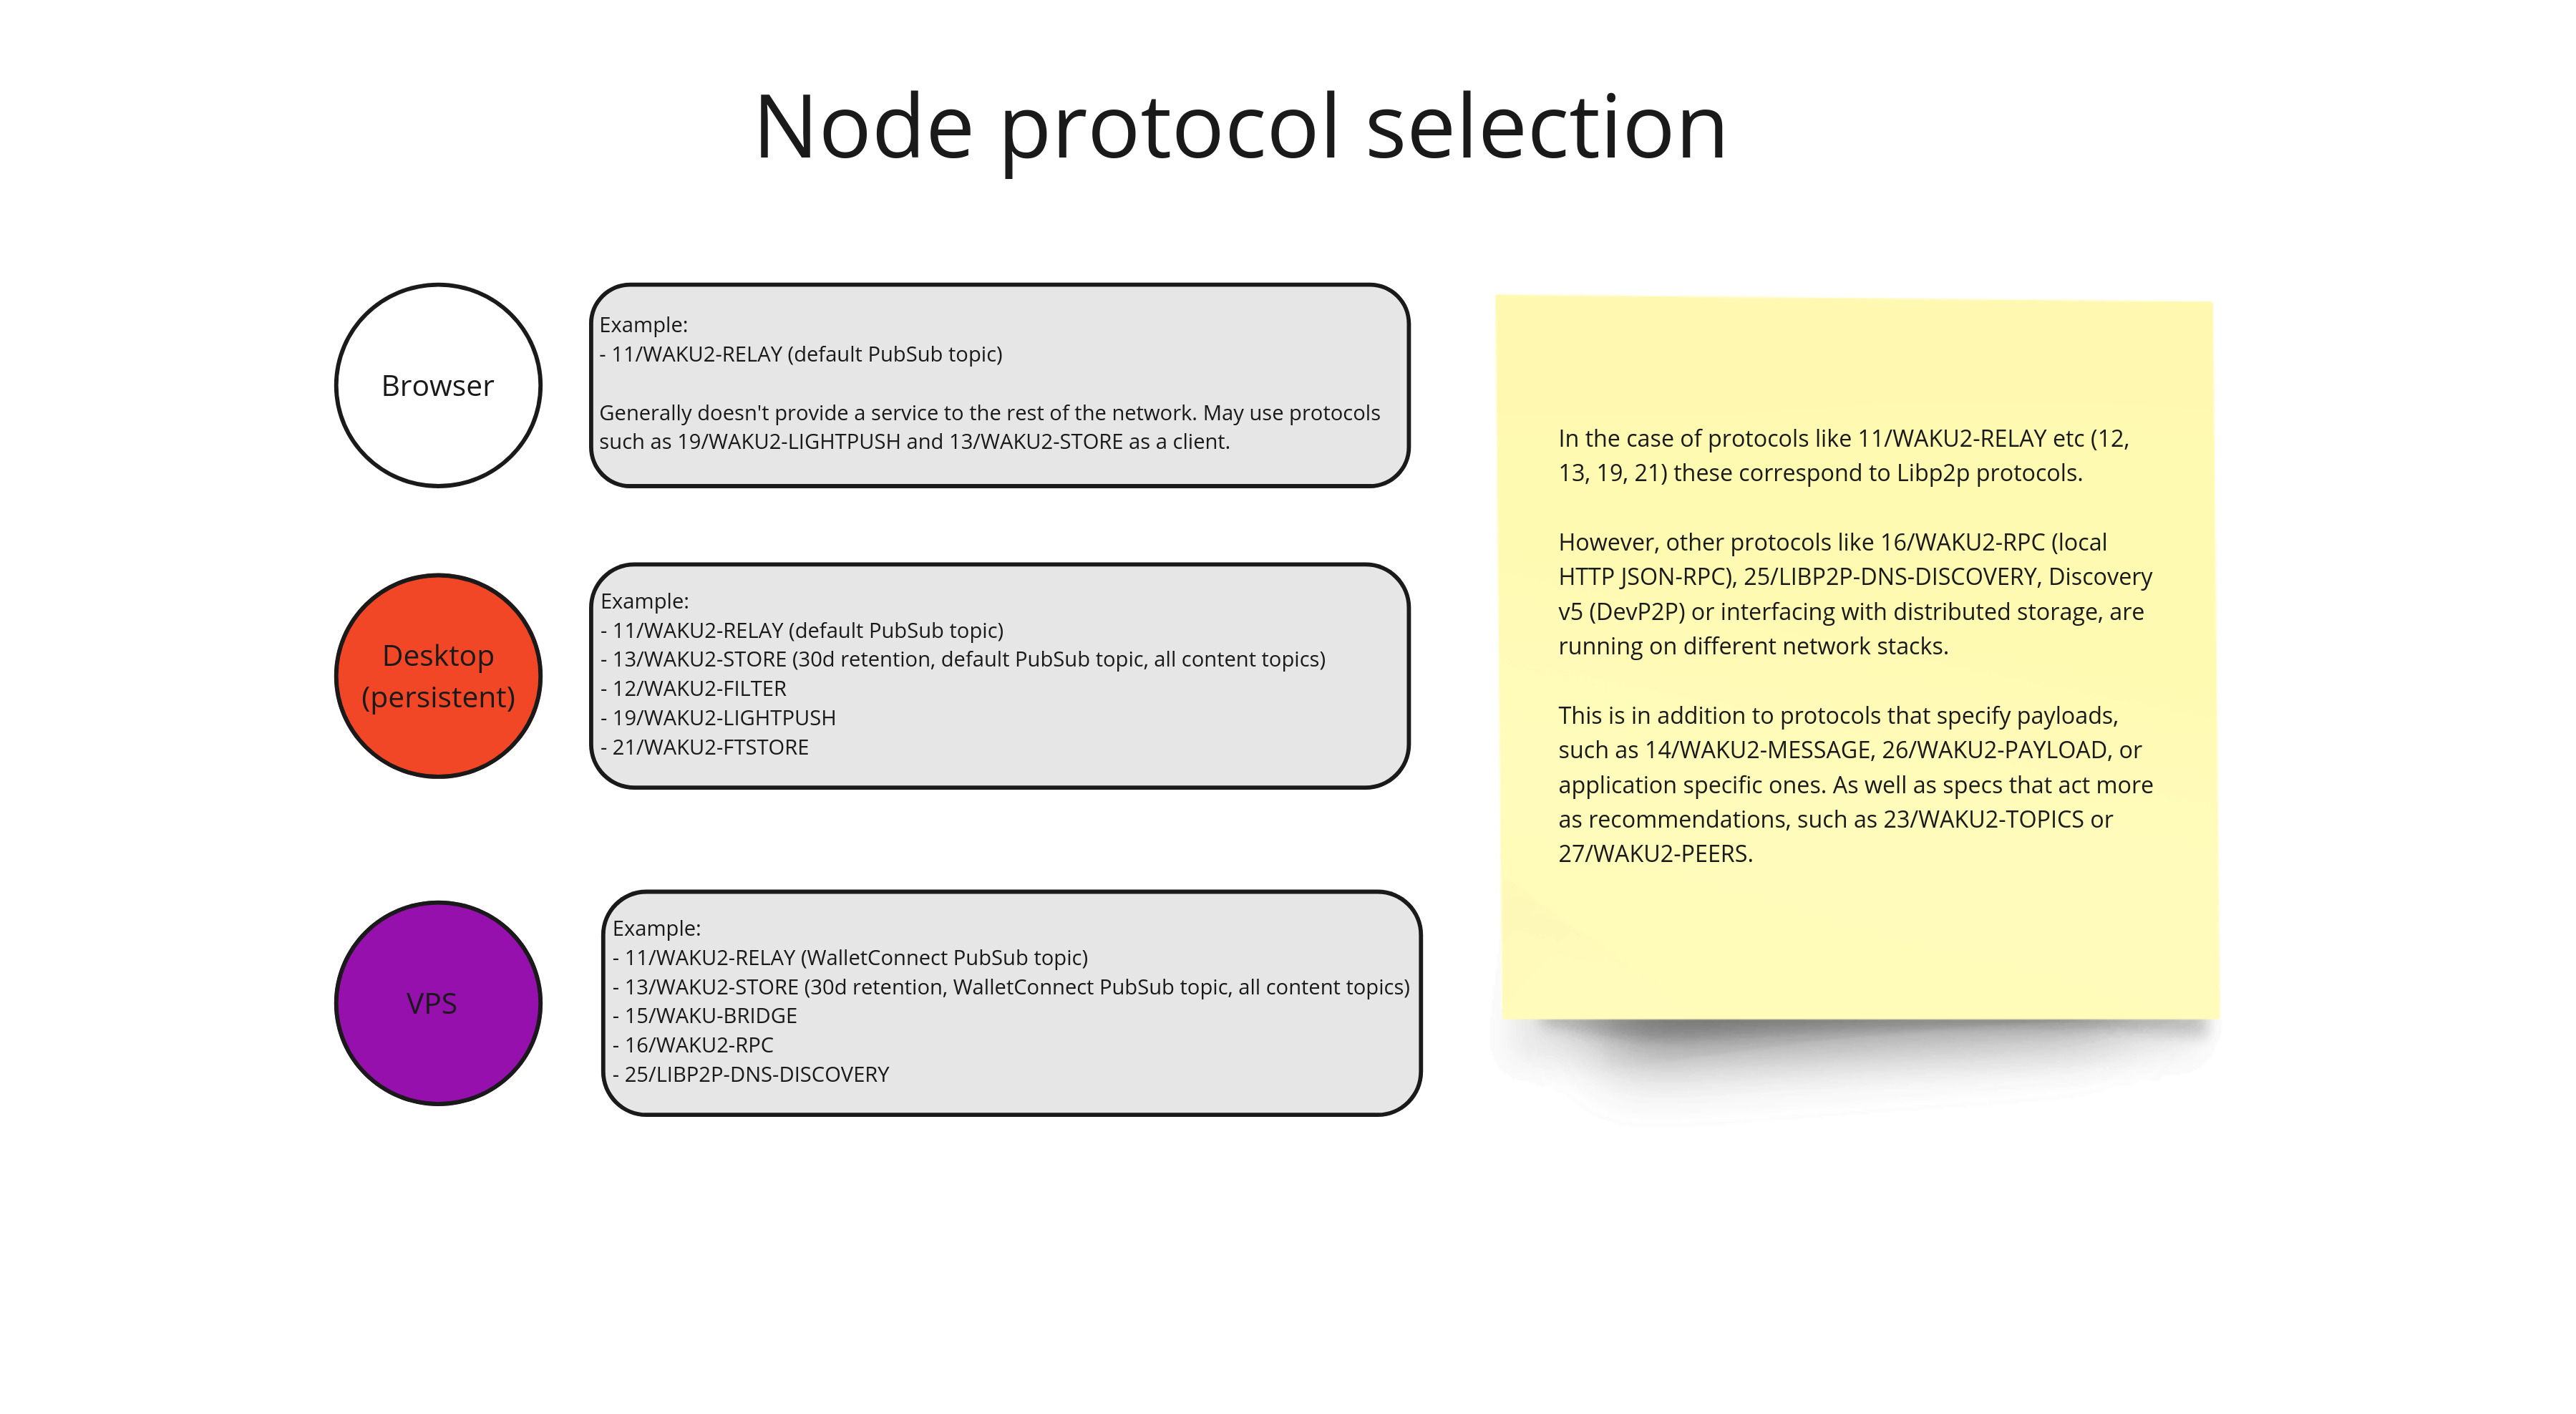 Node protocol selection
Browser
Example:
- 11/WAKU2-RELAY (default PubSub topic)
Generally doesn't provide a service to the rest of the network. May use protocols
such as 19/WAKU2-LIGHTPUSH and 13/WAKU2-STORE as a client.
Desktop
(persistent)
Example:
- 11/WAKU2-RELAY (default PubSub topic)
- 13/WAKU2-STORE (30d retention, default PubSub topic, all content topics)
- 12/WAKU2-FILTER
- 19/WAKU2-LIGHTPUSH
- 21/WAKU2-FTSTORE
VPS
Example:
- 11/WAKU2-RELAY (WalletConnect PubSub topic)
- 13/WAKU2-STORE (30d retention, WalletConnect PubSub topic, all content topics)
- 15/WAKU-BRIDGE
- 16/WAKU2-RPC
- 25/LIBP2P-DNS-DISCOVERY
In the case of protocols like 11/WAKU2-RELAY etc (12,
13, 19, 21) these correspond to Libp2p protocols.
However, other protocols like 16/WAKU2-RPC (local
HTTP JSON-RPC), 25/LIBP2P-DNS-DISCOVERY, Discovery
v5 (DevP2P) or interfacing with distributed storage, are
running on different network stacks.
This is in addition to protocols that specify payloads,
such as 14/WAKU2-MESSAGE, 26/WAKU2-PAYLOAD, or
application specific ones. As well as specs that act more
as recommendations, such as 23/WAKU2-TOPICS or
27/WAKU2-PEERS.